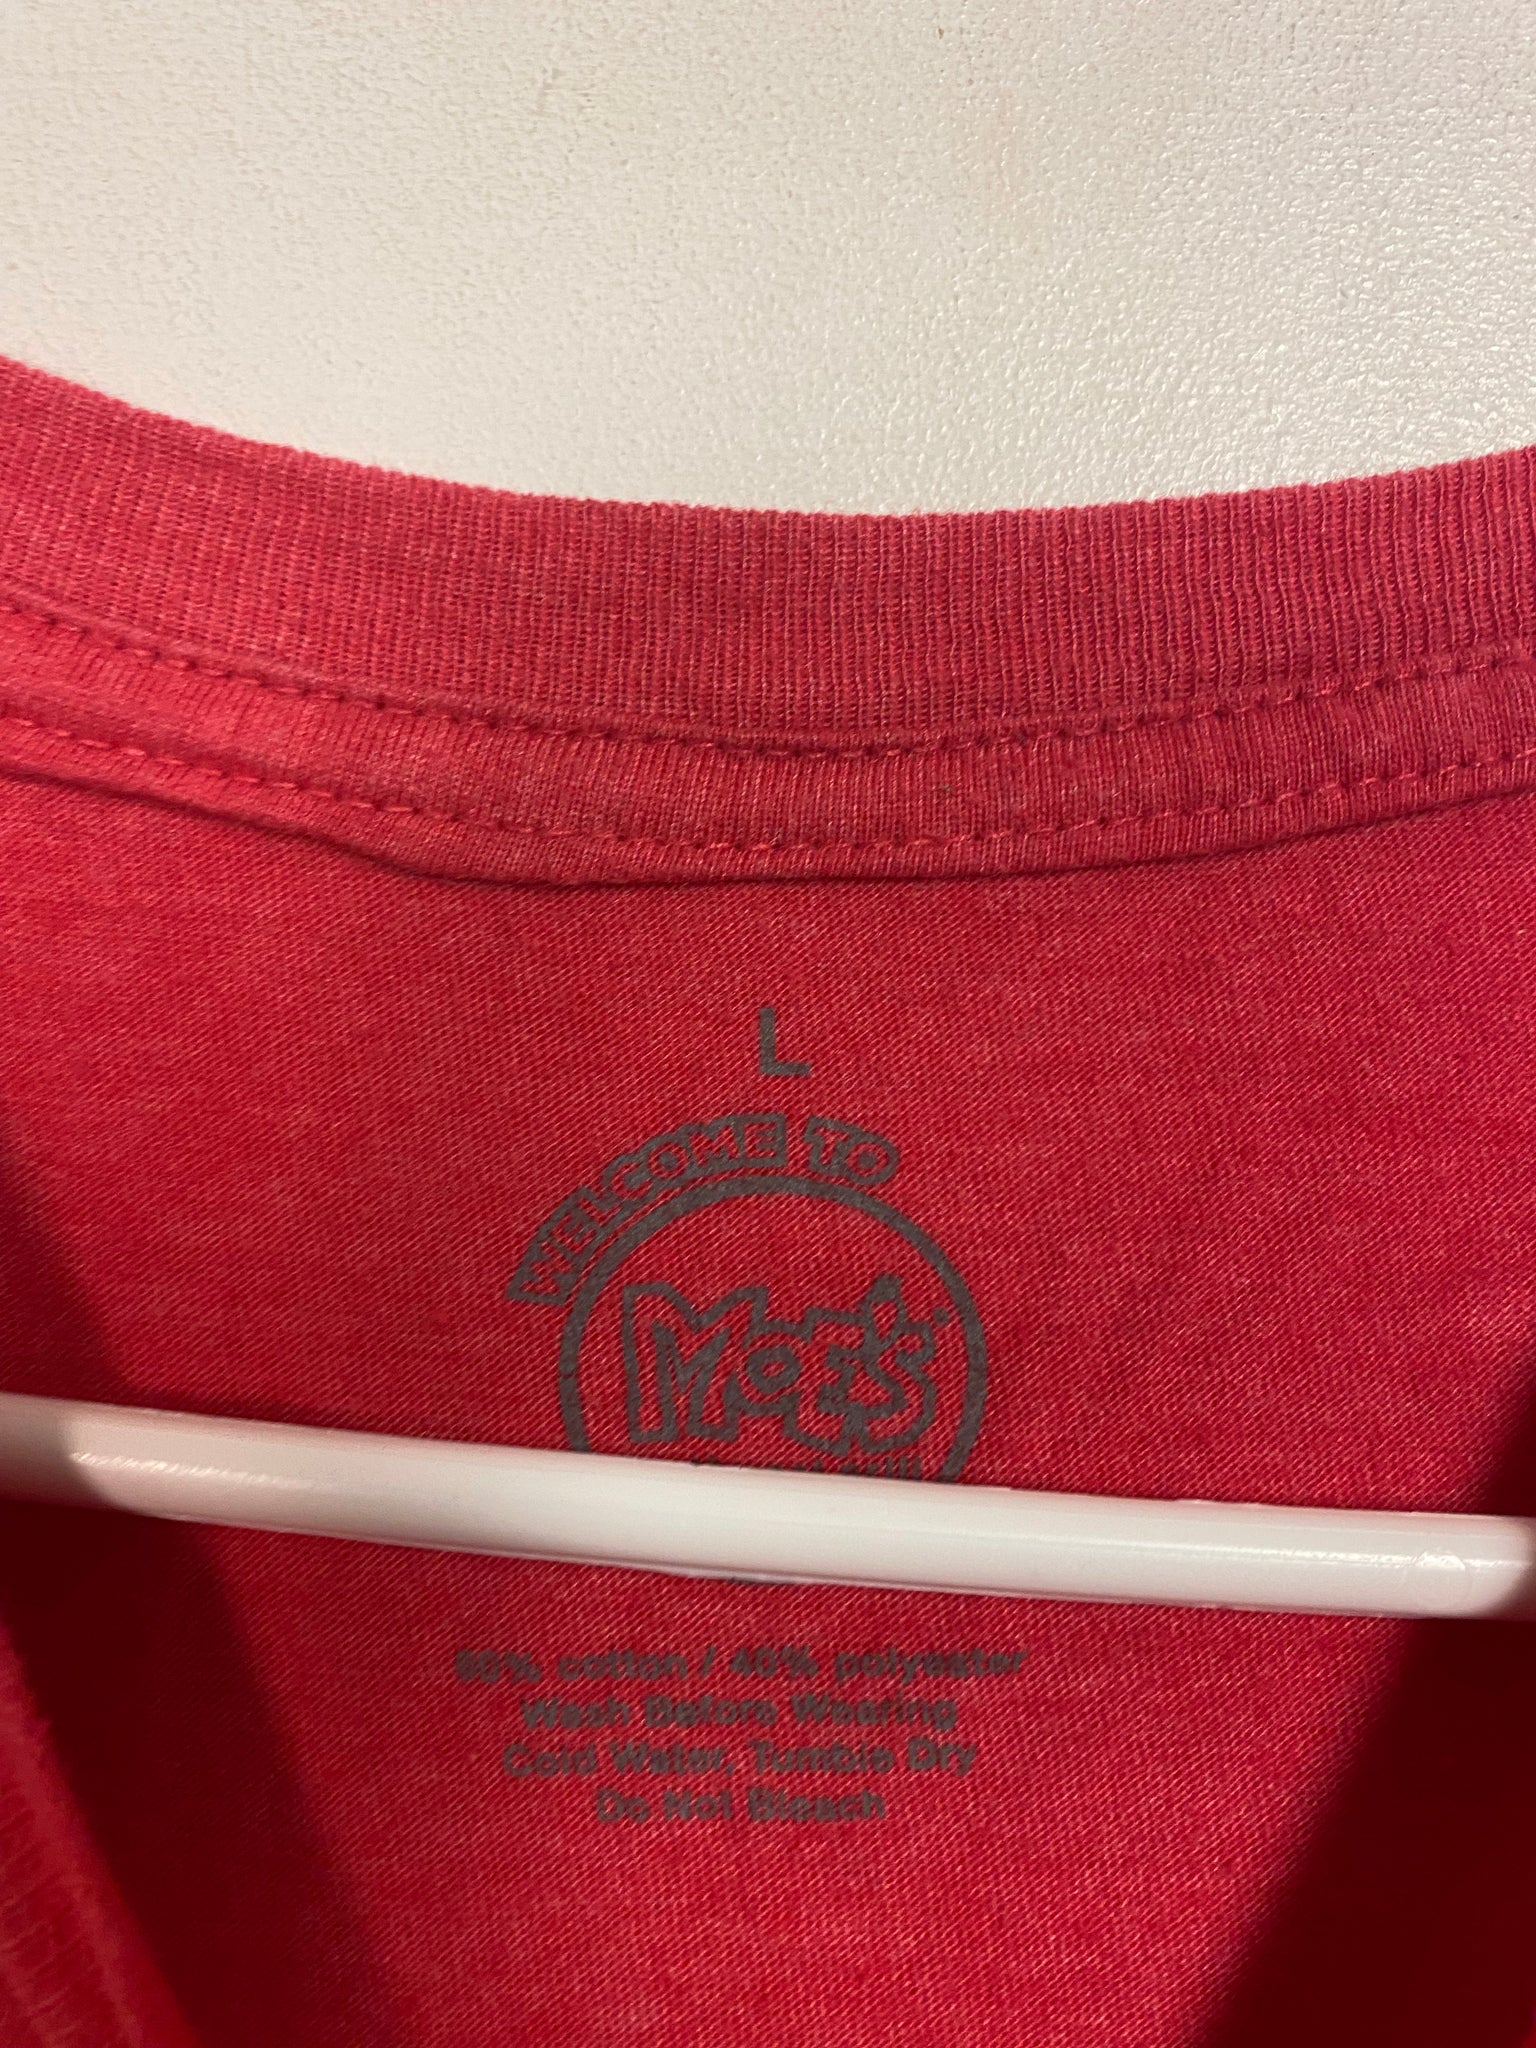 L
WELCOME TO
MOE'S
60% cotton / 40% polyester
Wash Before Wearing
Cold Water, Tumble Dry
Do Not Bleach